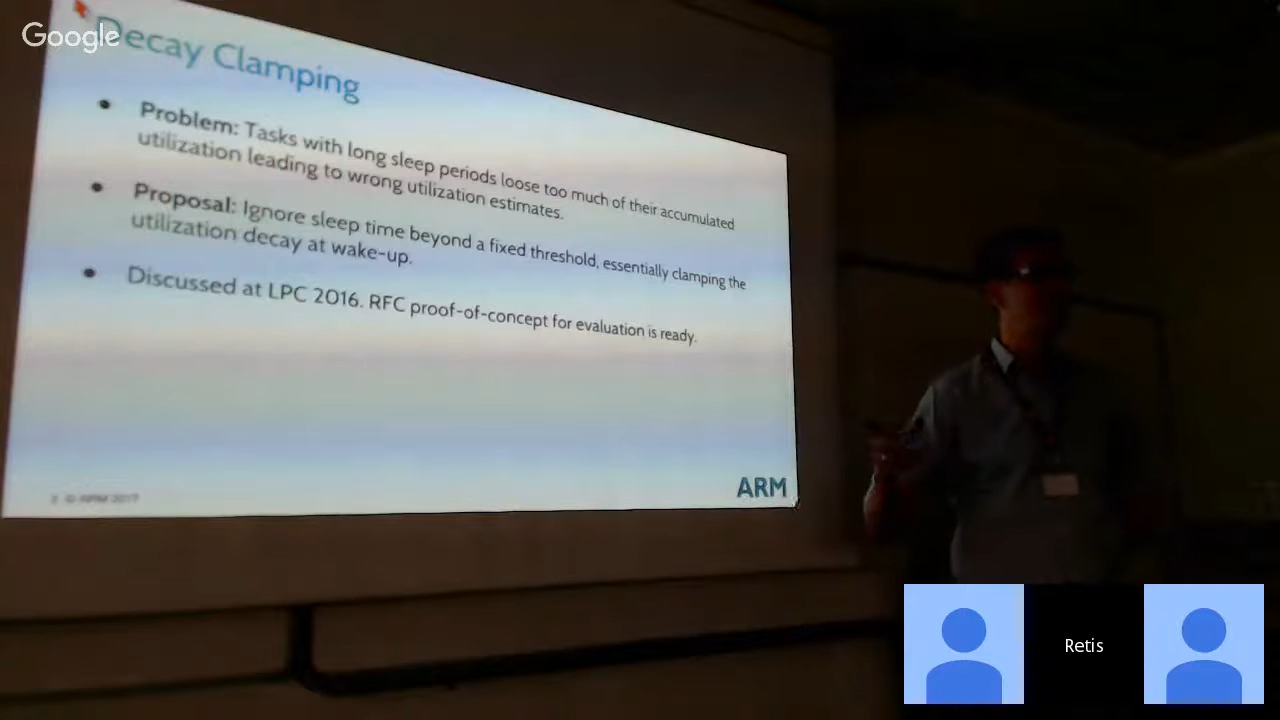 Google
Decay Clamping
Problem: Tasks with long sleep periods loose too much of their accumulated
utilization leading to wrong utilization estimates.
Proposal: Ignore sleep time beyond a fixed threshold, essentially clamping the
utilization decay at wake-up.
Discussed at LPC 2016. RFC proof-of-concept for evaluation is ready.
© ARM 2017
ARM
Retis